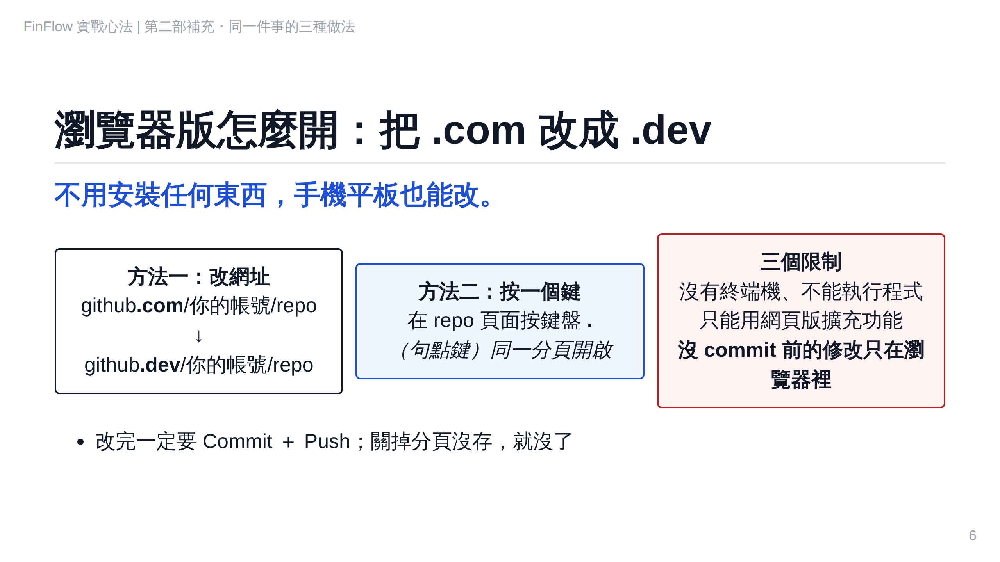 FinFlow 實戰心法 | 第二部補充・同一件事的三種做法
瀏覽器版怎麼開：把 .com 改成 .dev
不用安裝任何東西，手機平板也能改。
方法一：改網址
github.com/你的帳號/repo
↓
github.dev/你的帳號/repo
方法二：按一個鍵
在 repo 頁面按鍵盤 .
（句點鍵）同一分頁開啟
三個限制
沒有終端機、不能執行程式
只能用網頁版擴充功能
沒 commit 前的修改只在瀏
覽器裡
• 改完一定要 Commit ＋ Push；關掉分頁沒存，就沒了
6